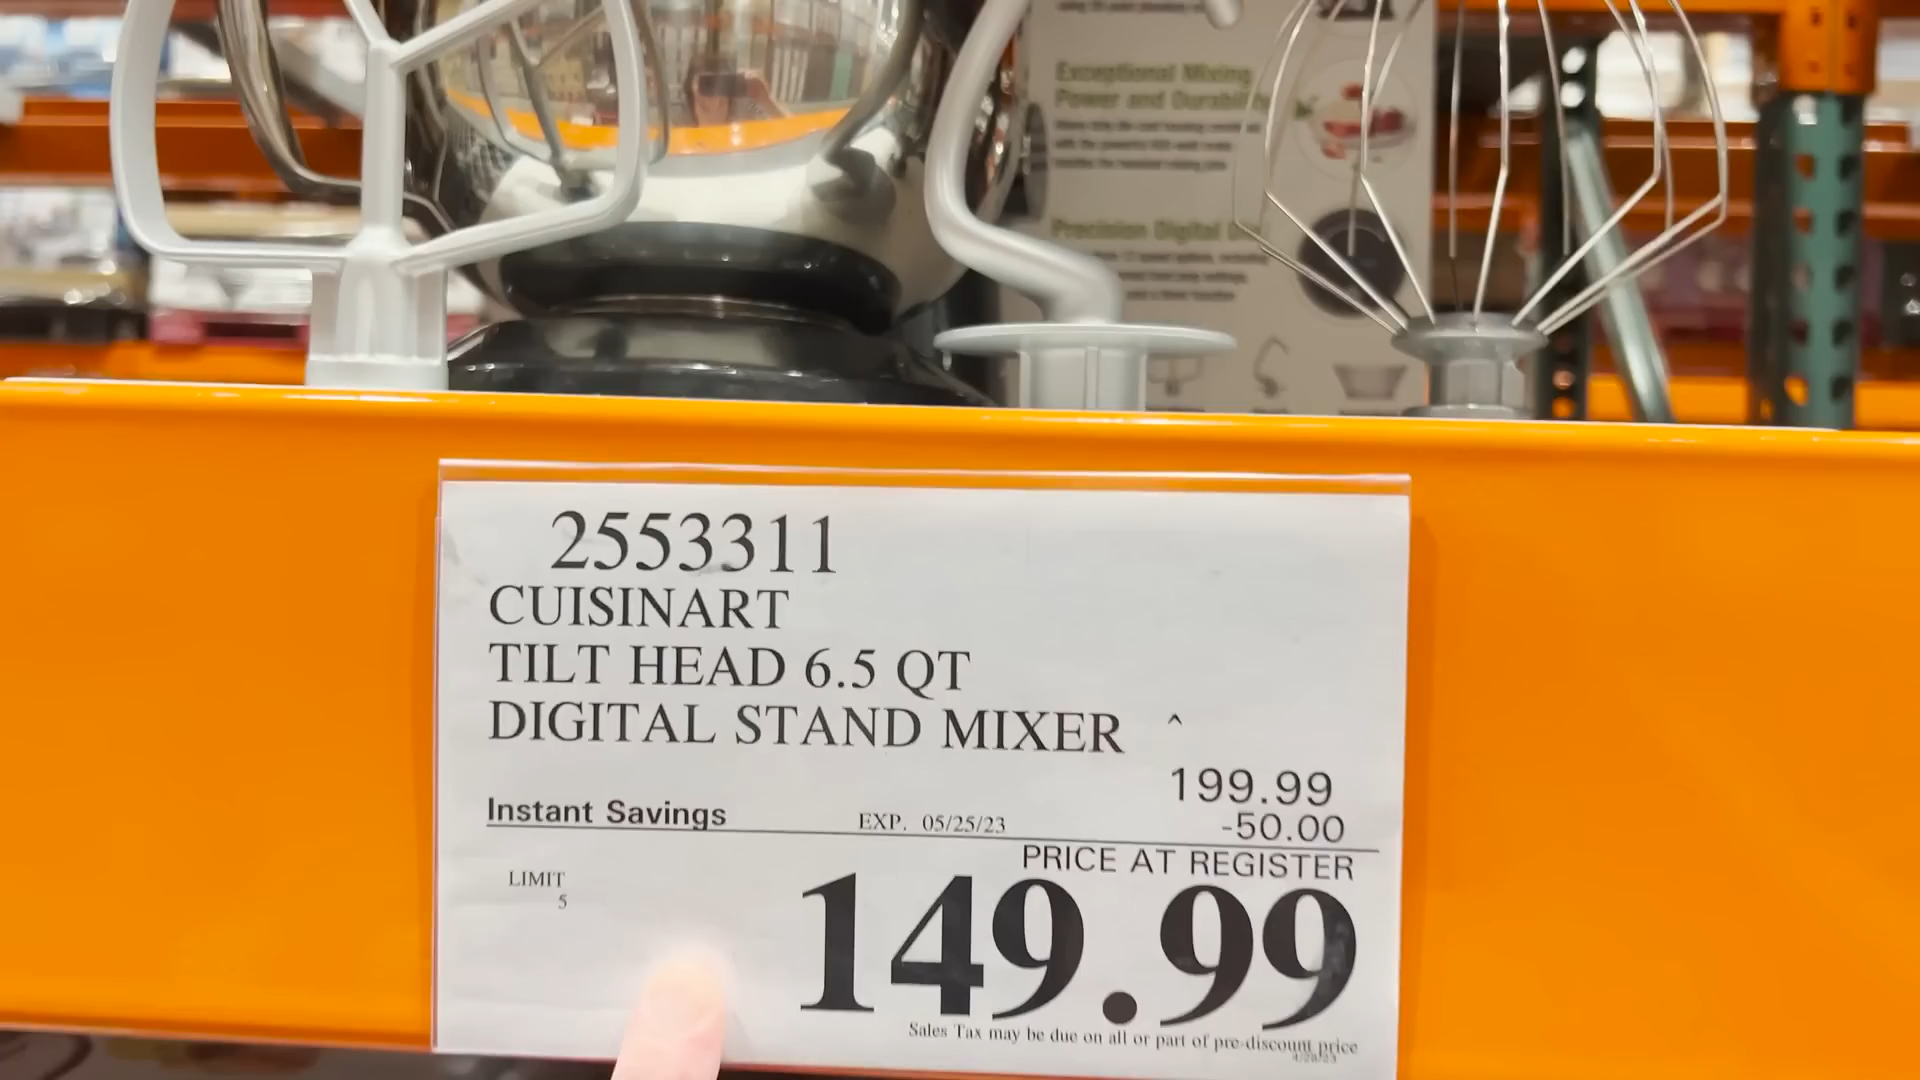 Exceptional Mixing
Power and Durability
Precision Digital
2553311
CUISINART
TILT HEAD 6.5 QT
DIGITAL STAND MIXER ^
199.99
Instant Savings EXP. 05/25/23 -50.00
PRICE AT REGISTER
LIMIT
5
149.99
Sales Tax may be due on all or part of pre-discount price